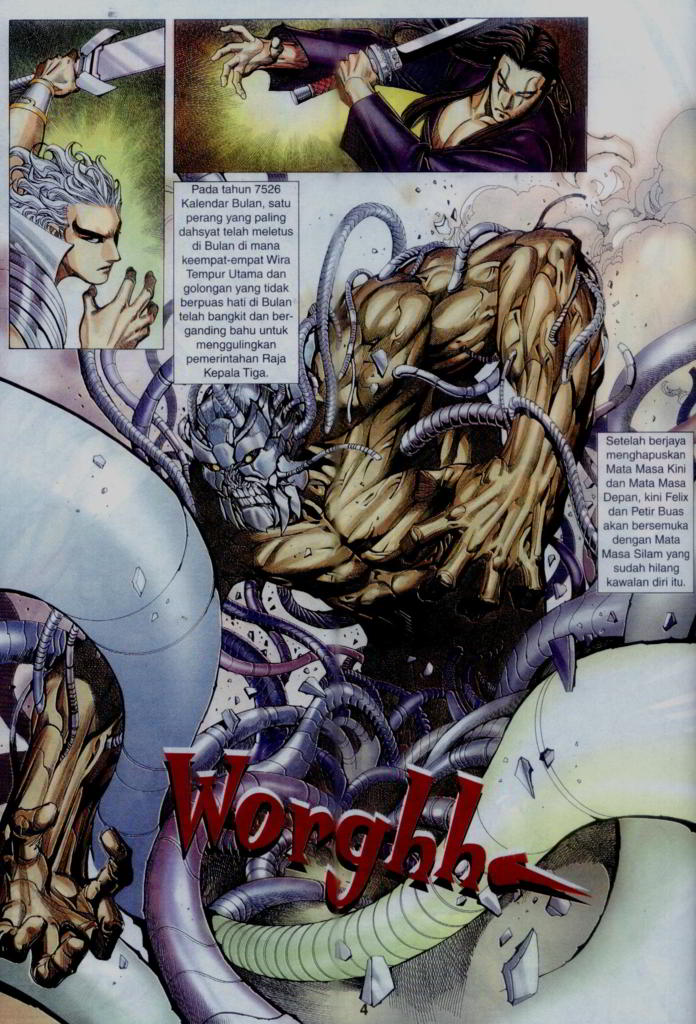 Pada tahun 7526
Kalendar Bulan, satu
perang yang paling
dahsyat telah meletus
di Bulan di mana
keempat-empat Wira
Tempur Utama dan
golongan yang tidak
berpuas hati di Bulan
telah bangkit dan ber-
ganding bahu untuk
menggulingkan
pemerintahan Raja
Kepala Tiga.
Setelah berjaya
menghapuskan
Mata Masa Kini
dan Mata Masa
Depan, kini Felix
dan Petir Buas
akan bersemuka
dengan Mata
Masa Silam yang
sudah hilang
kawalan diri itu.
Worghh
4